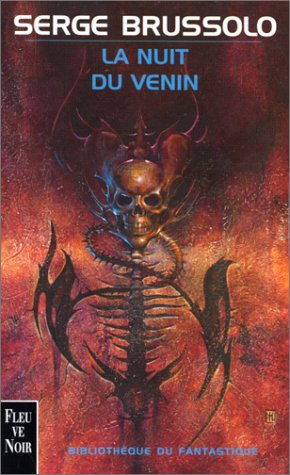 SERGE BRUSSOLO
LA NUIT
DU VENIN
FLEU
VE
NOIR
BIBLIOTHÈQUE DU FANTASTIQUE